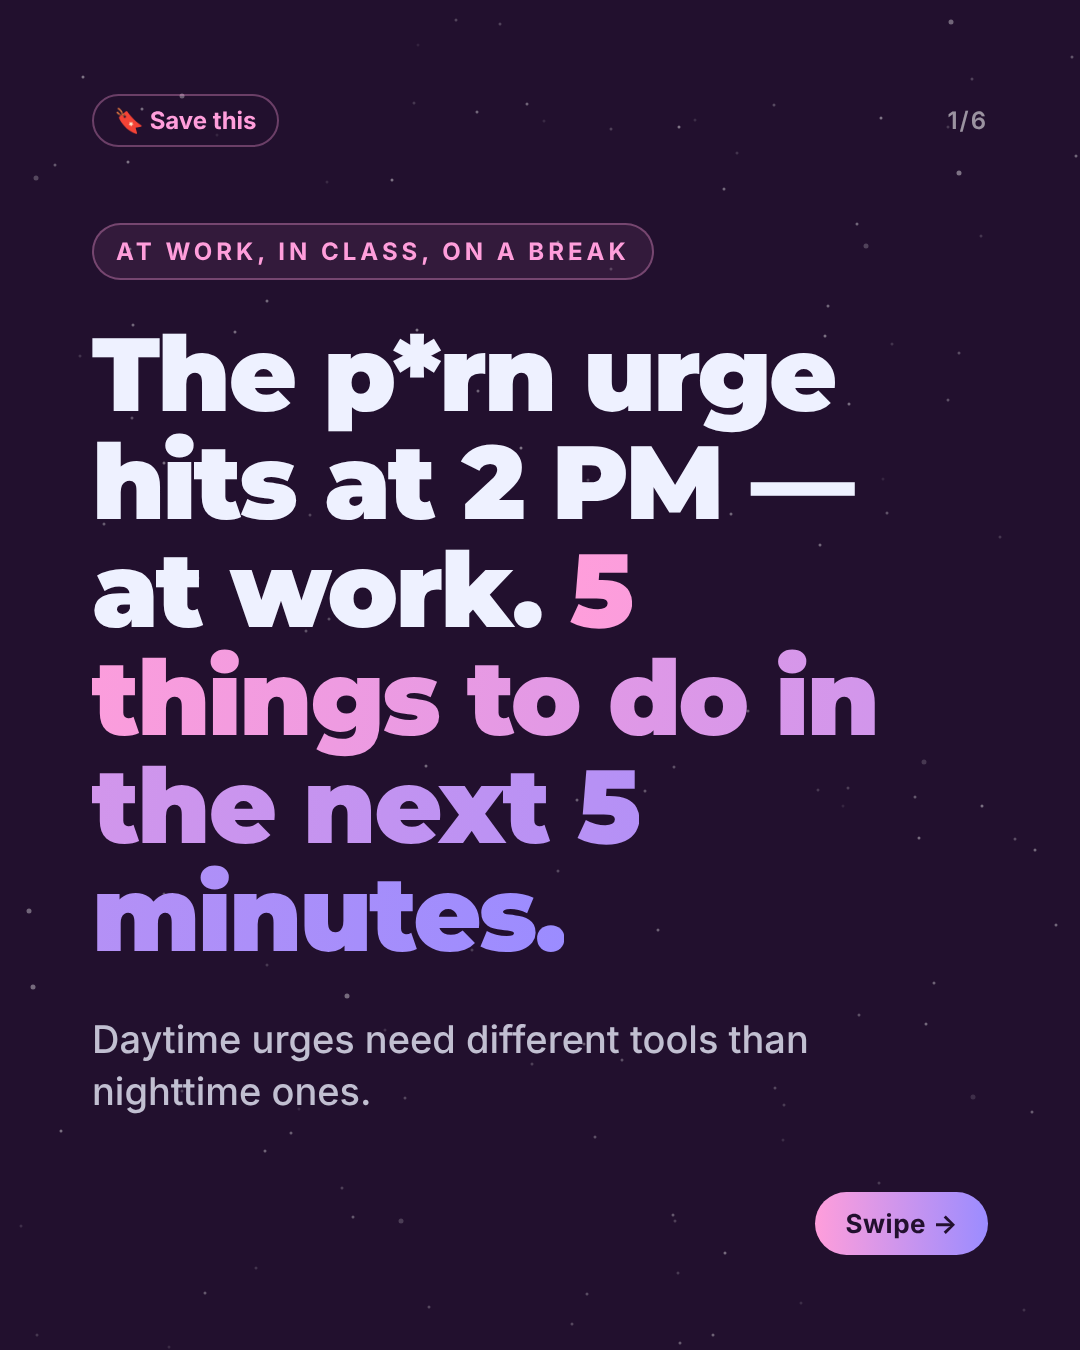 🔖 Save this
1/6
AT WORK, IN CLASS, ON A BREAK
The p*rn urge
hits at 2 PM —
at work. 5
things to do in
the next 5
minutes.
Daytime urges need different tools than
nighttime ones.
Swipe →